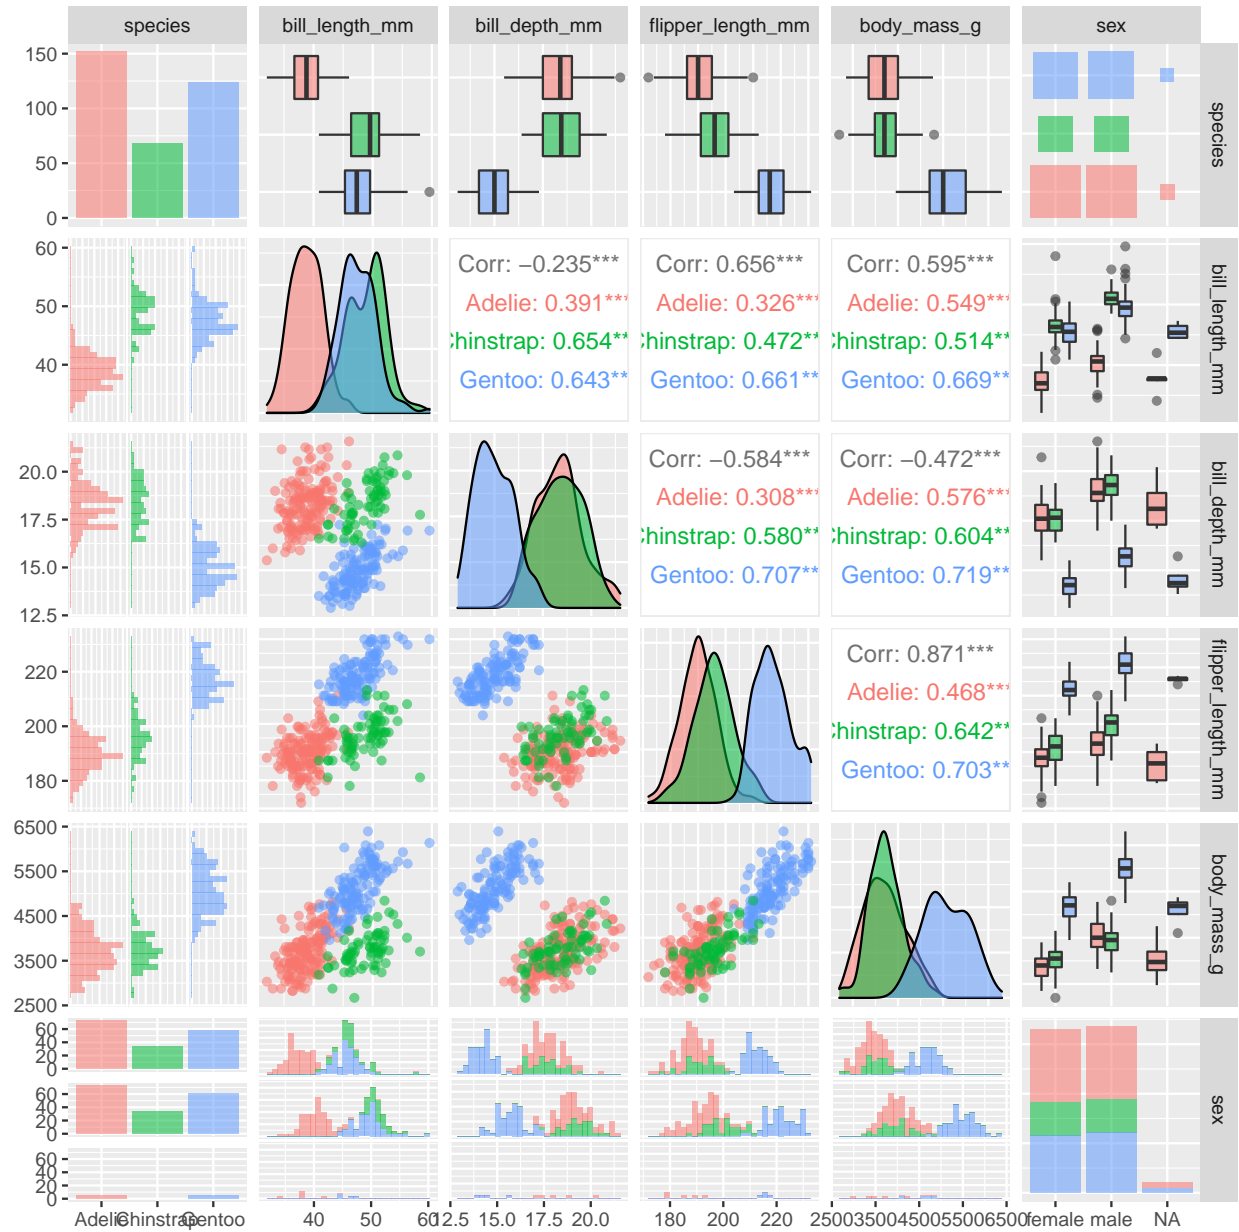 species bill_length_mm bill_depth_mm flipper_length_mm body_mass_g sex
150
100
50
0
species
60
50
40
Corr: −0.235***
Adelie: 0.391***
Chinstrap: 0.654**
Gentoo: 0.643**
Corr: 0.656***
Adelie: 0.326***
Chinstrap: 0.472**
Gentoo: 0.661**
Corr: 0.595***
Adelie: 0.549***
Chinstrap: 0.514**
Gentoo: 0.669**
bill_length_mm
20.0
17.5
15.0
12.5
Corr: −0.584***
Adelie: 0.308***
Chinstrap: 0.580**
Gentoo: 0.707**
Corr: −0.472***
Adelie: 0.576***
Chinstrap: 0.604**
Gentoo: 0.719**
bill_depth_mm
220
200
180
Corr: 0.871***
Adelie: 0.468***
Chinstrap: 0.642**
Gentoo: 0.703**
flipper_length_mm
6500
5500
4500
3500
2500
body_mass_g
60
40
20
0
60
40
20
0
60
40
20
0
sex
Adelie Chinstrap Gentoo 40 50 60 12.5 15.0 17.5 20.0 180 200 220 2500 3500 4500 5500 6500 female male NA